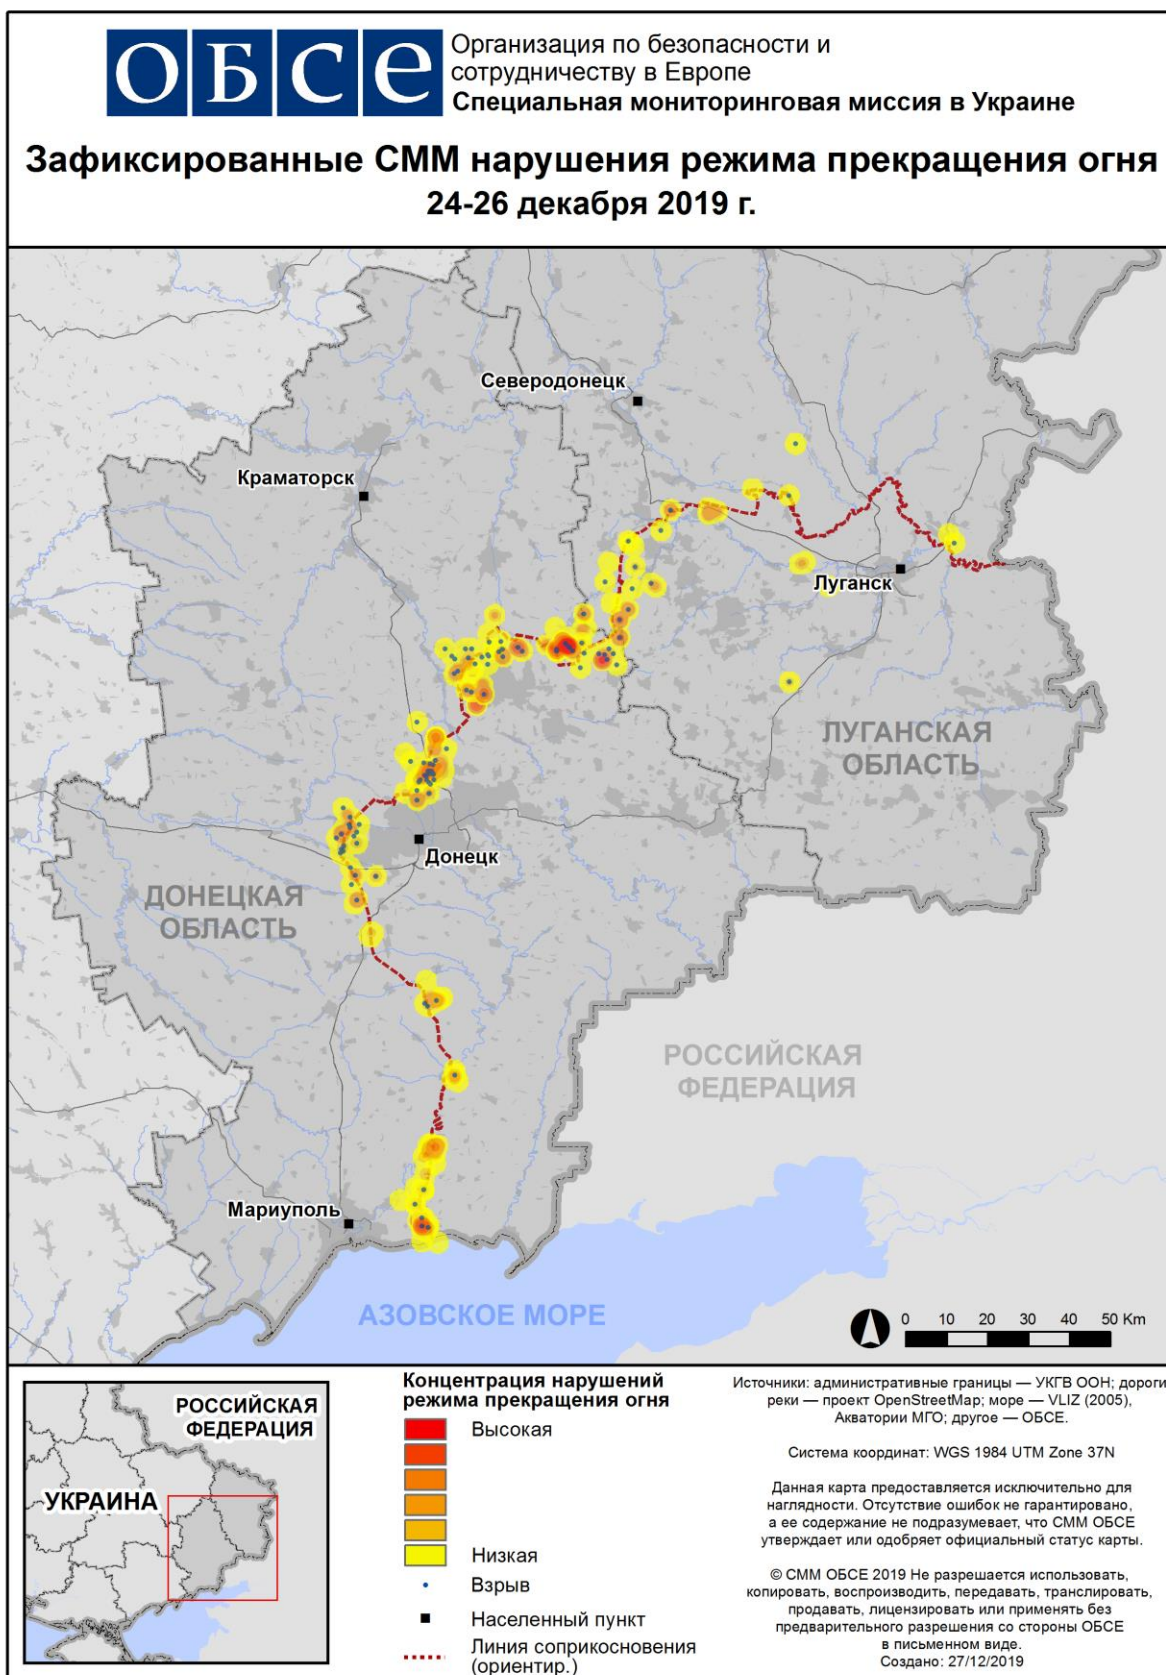 ОБСЕ
Организация по безопасности и
сотрудничеству в Европе
Специальная мониторинговая миссия в Украине
Зафиксированные СММ нарушения режима прекращения огня
24-26 декабря 2019 г.
Северодонецк
Краматорск
Луганск
ЛУГАНСКАЯ
ОБЛАСТЬ
Донецк
ДОНЕЦКАЯ
ОБЛАСТЬ
РОССИЙСКАЯ
ФЕДЕРАЦИЯ
Мариуполь
АЗОВСКОЕ МОРЕ
0 10 20 30 40 50 Km
РОССИЙСКАЯ
ФЕДЕРАЦИЯ
УКРАИНА
Концентрация нарушений
режима прекращения огня
Высокая
Низкая
Взрыв
Населенный пункт
Линия соприкосновения
(ориентир.)
Источники: административные границы — УКГВ ООН; дороги,
реки — проект OpenStreetMap; море — VLIZ (2005),
Акватории МГО; другое — ОБСЕ.
Система координат: WGS 1984 UTM Zone 37N
Данная карта предоставляется исключительно для
наглядности. Отсутствие ошибок не гарантировано,
а ее содержание не подразумевает, что СММ ОБСЕ
утверждает или одобряет официальный статус карты.
© СММ ОБСЕ 2019 Не разрешается использовать,
копировать, воспроизводить, передавать, транслировать,
продавать, лицензировать или применять без
предварительного разрешения со стороны ОБСЕ
в письменном виде.
Создано: 27/12/2019